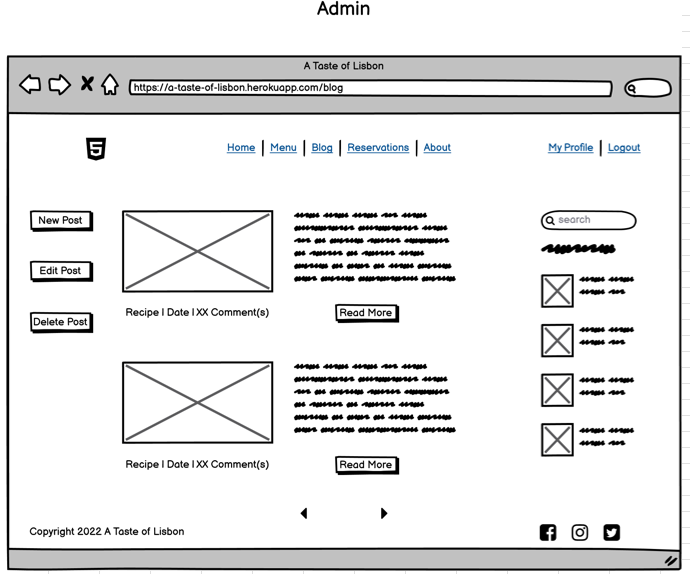 Admin
A Taste of Lisbon
https://a-taste-of-lisbon.herokuapp.com/blog
5
Home | Menu | Blog | Reservations | About
My Profile | Logout
New Post
Edit Post
Delete Post
Recipe | Date | XX Comment(s)
Read More
Recipe | Date | XX Comment(s)
Read More
search
Copyright 2022 A Taste of Lisbon